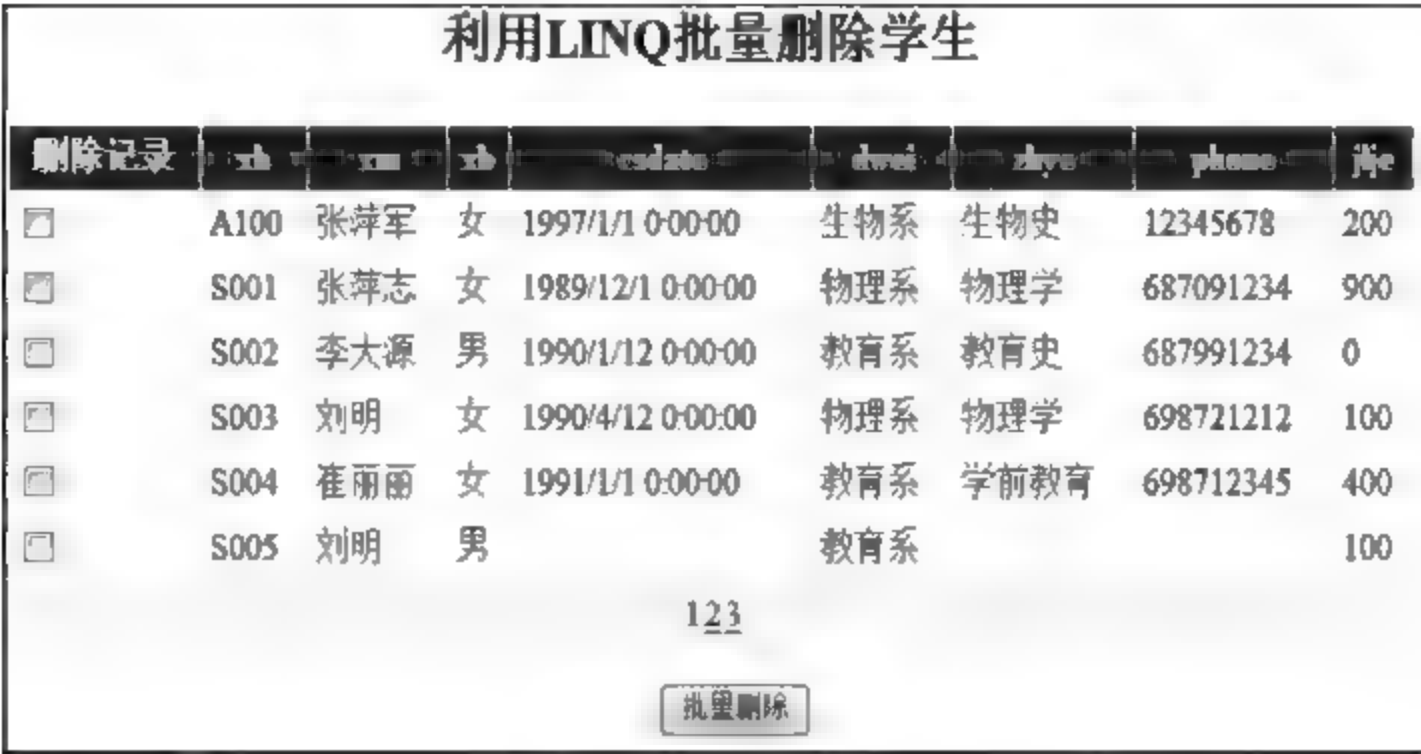 利用LINQ批量删除学生
删除记录 xh xm xb csdate dwei zhye phone jlje
A100 张萍军 女 1997/1/1 0:00:00 生物系 生物史 12345678 200
S001 张萍志 女 1989/12/1 0:00:00 物理系 物理学 687091234 900
S002 李大源 男 1990/1/12 0:00:00 教育系 教育史 687991234 0
S003 刘明 女 1990/4/12 0:00:00 物理系 物理学 698721212 100
S004 崔丽丽 女 1991/1/1 0:00:00 教育系 学前教育 698712345 400
S005 刘明 男 教育系 100
1 2 3
批量删除